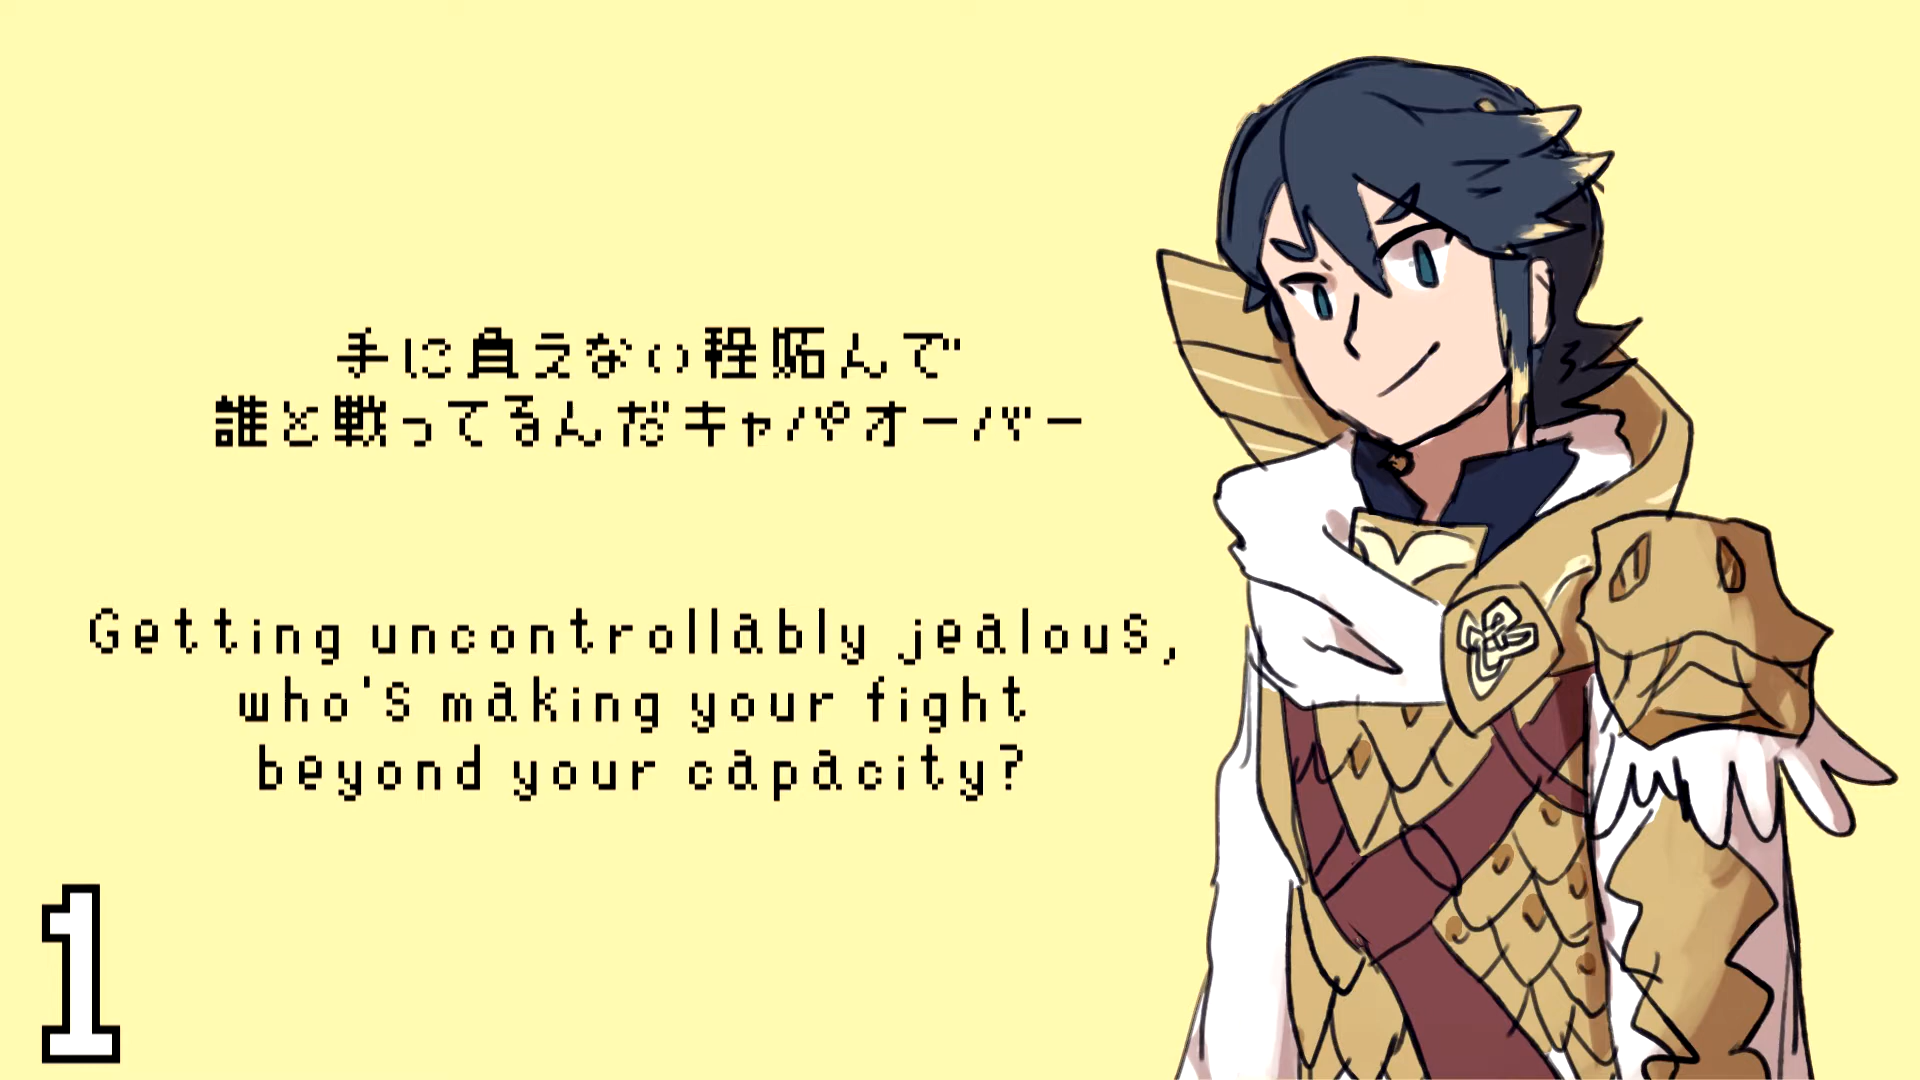 手に負えない程妬んで
誰と戦ってるんだキャパオーバー
Getting uncontrollably jealous,
who's making your fight
beyond your capacity?
1